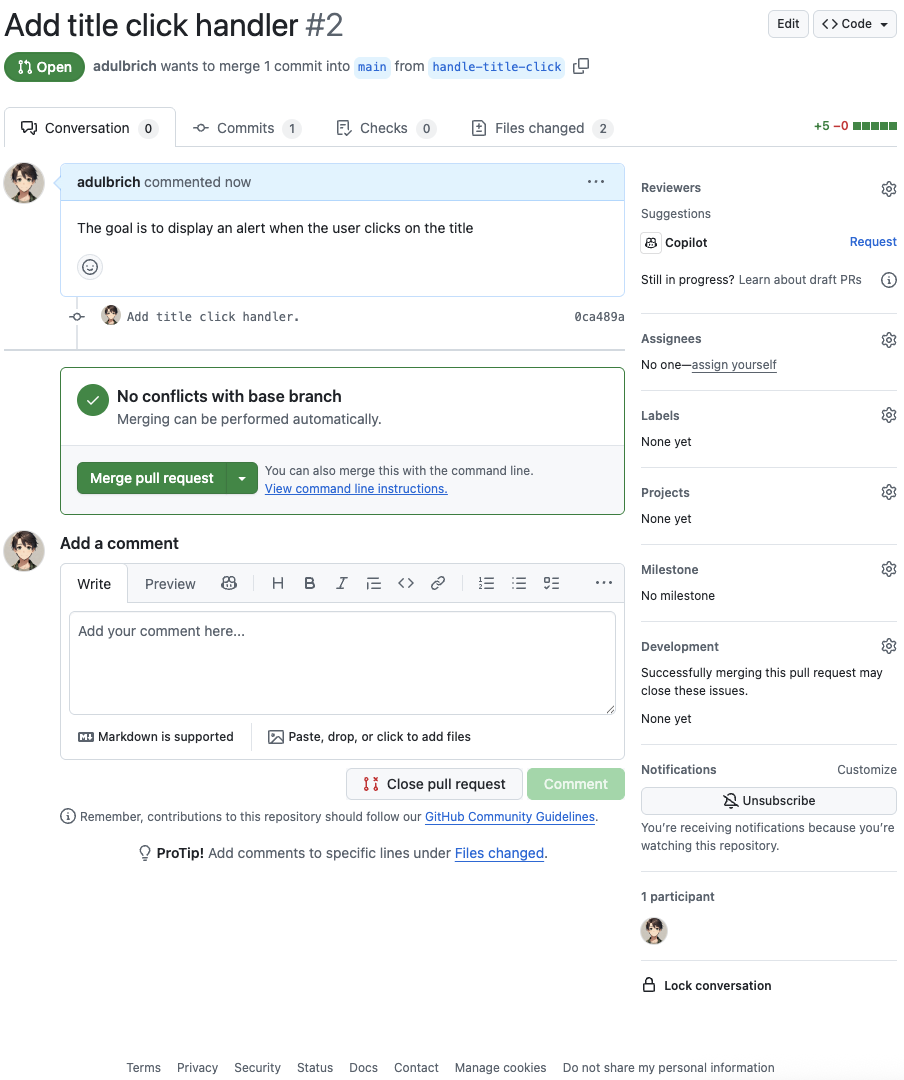 Add title click handler #2
Edit
Code
Open
adulbrich wants to merge 1 commit into main from handle-title-click
Conversation 0
Commits 1
Checks 0
Files changed 2
+5 −0
adulbrich commented now
The goal is to display an alert when the user clicks on the title
Add title click handler.
0ca489a
No conflicts with base branch
Merging can be performed automatically.
Merge pull request
You can also merge this with the command line.
View command line instructions.
Add a comment
Write
Preview
Add your comment here...
Markdown is supported
Paste, drop, or click to add files
Close pull request
Comment
Remember, contributions to this repository should follow our GitHub Community Guidelines.
ProTip! Add comments to specific lines under Files changed.
Reviewers
Suggestions
Copilot
Request
Still in progress? Learn about draft PRs
Assignees
No one—assign yourself
Labels
None yet
Projects
None yet
Milestone
No milestone
Development
Successfully merging this pull request may
close these issues.
None yet
Notifications
Customize
Unsubscribe
You’re receiving notifications because you’re
watching this repository.
1 participant
Lock conversation
Terms
Privacy
Security
Status
Docs
Contact
Manage cookies
Do not share my personal information